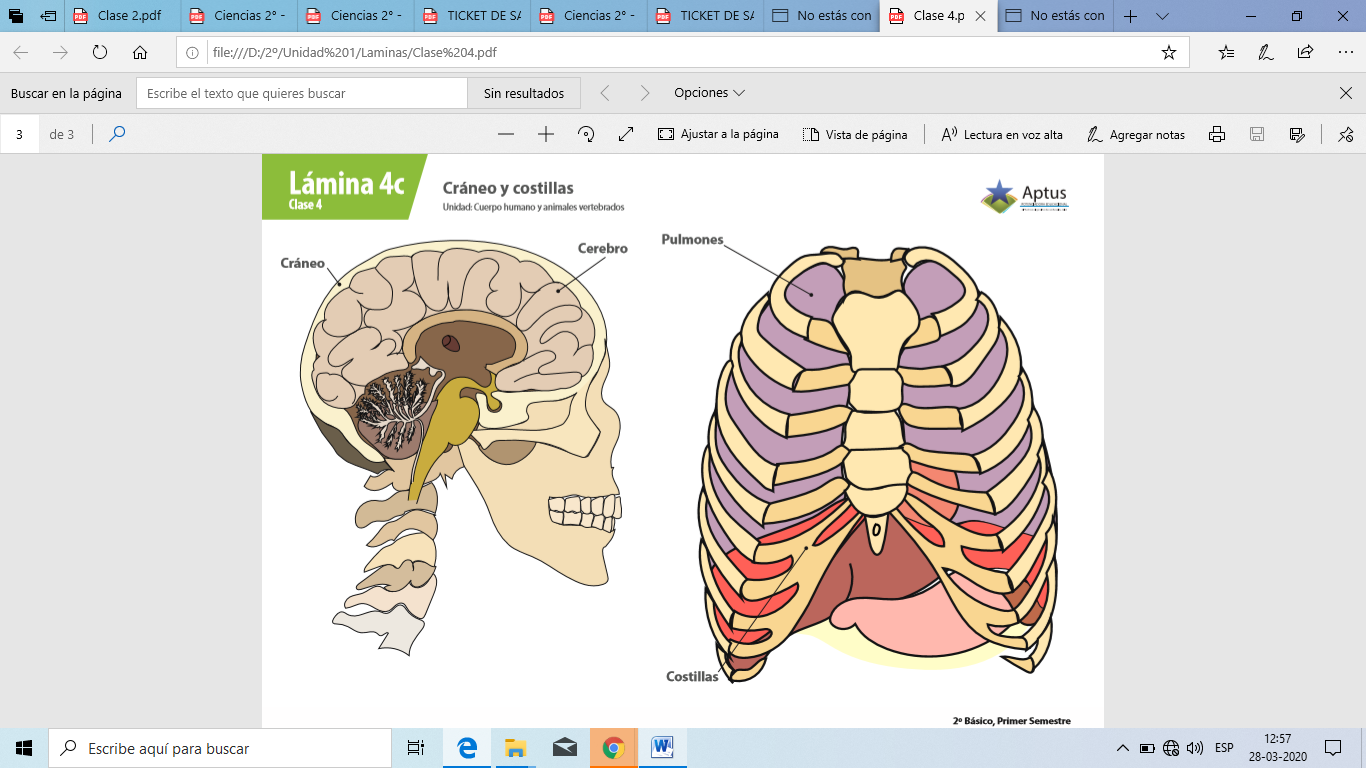 Clase 2.pdf
Ciencias 2° -
Ciencias 2° -
TICKET DE SA
Ciencias 2° -
TICKET DE SA
No estás con
Clase 4.p
No estás con
file:///D:/2º/Unidad%201/Laminas/Clase%204.pdf
Buscar en la página
Escribe el texto que quieres buscar
Sin resultados
Opciones
3
de 3
Ajustar a la página
Vista de página
Lectura en voz alta
Agregar notas
Lámina 4c
Clase 4
Cráneo y costillas
Unidad: Cuerpo humano y animales vertebrados
Aptus
Cráneo
Cerebro
Pulmones
Costillas
2º Básico, Primer Semestre
Escribe aquí para buscar
ESP
12:57
28-03-2020